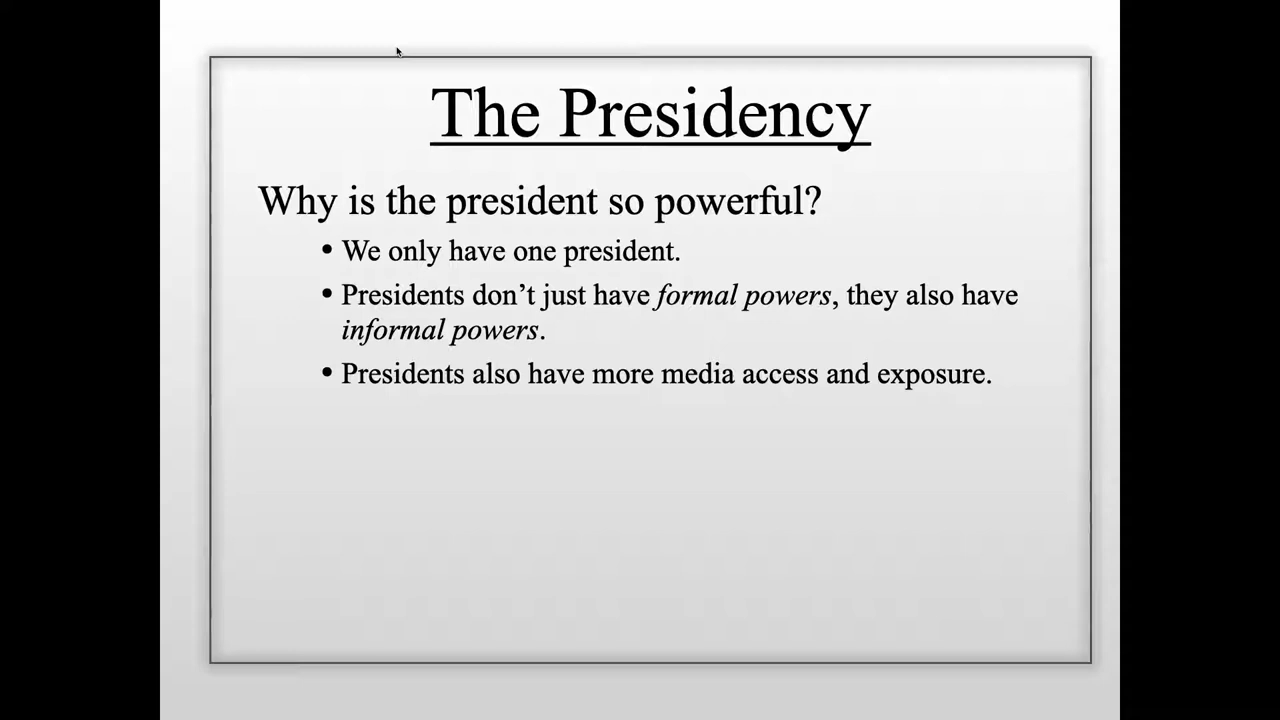 The Presidency
Why is the president so powerful?
• We only have one president.
• Presidents don’t just have formal powers, they also have
informal powers.
• Presidents also have more media access and exposure.